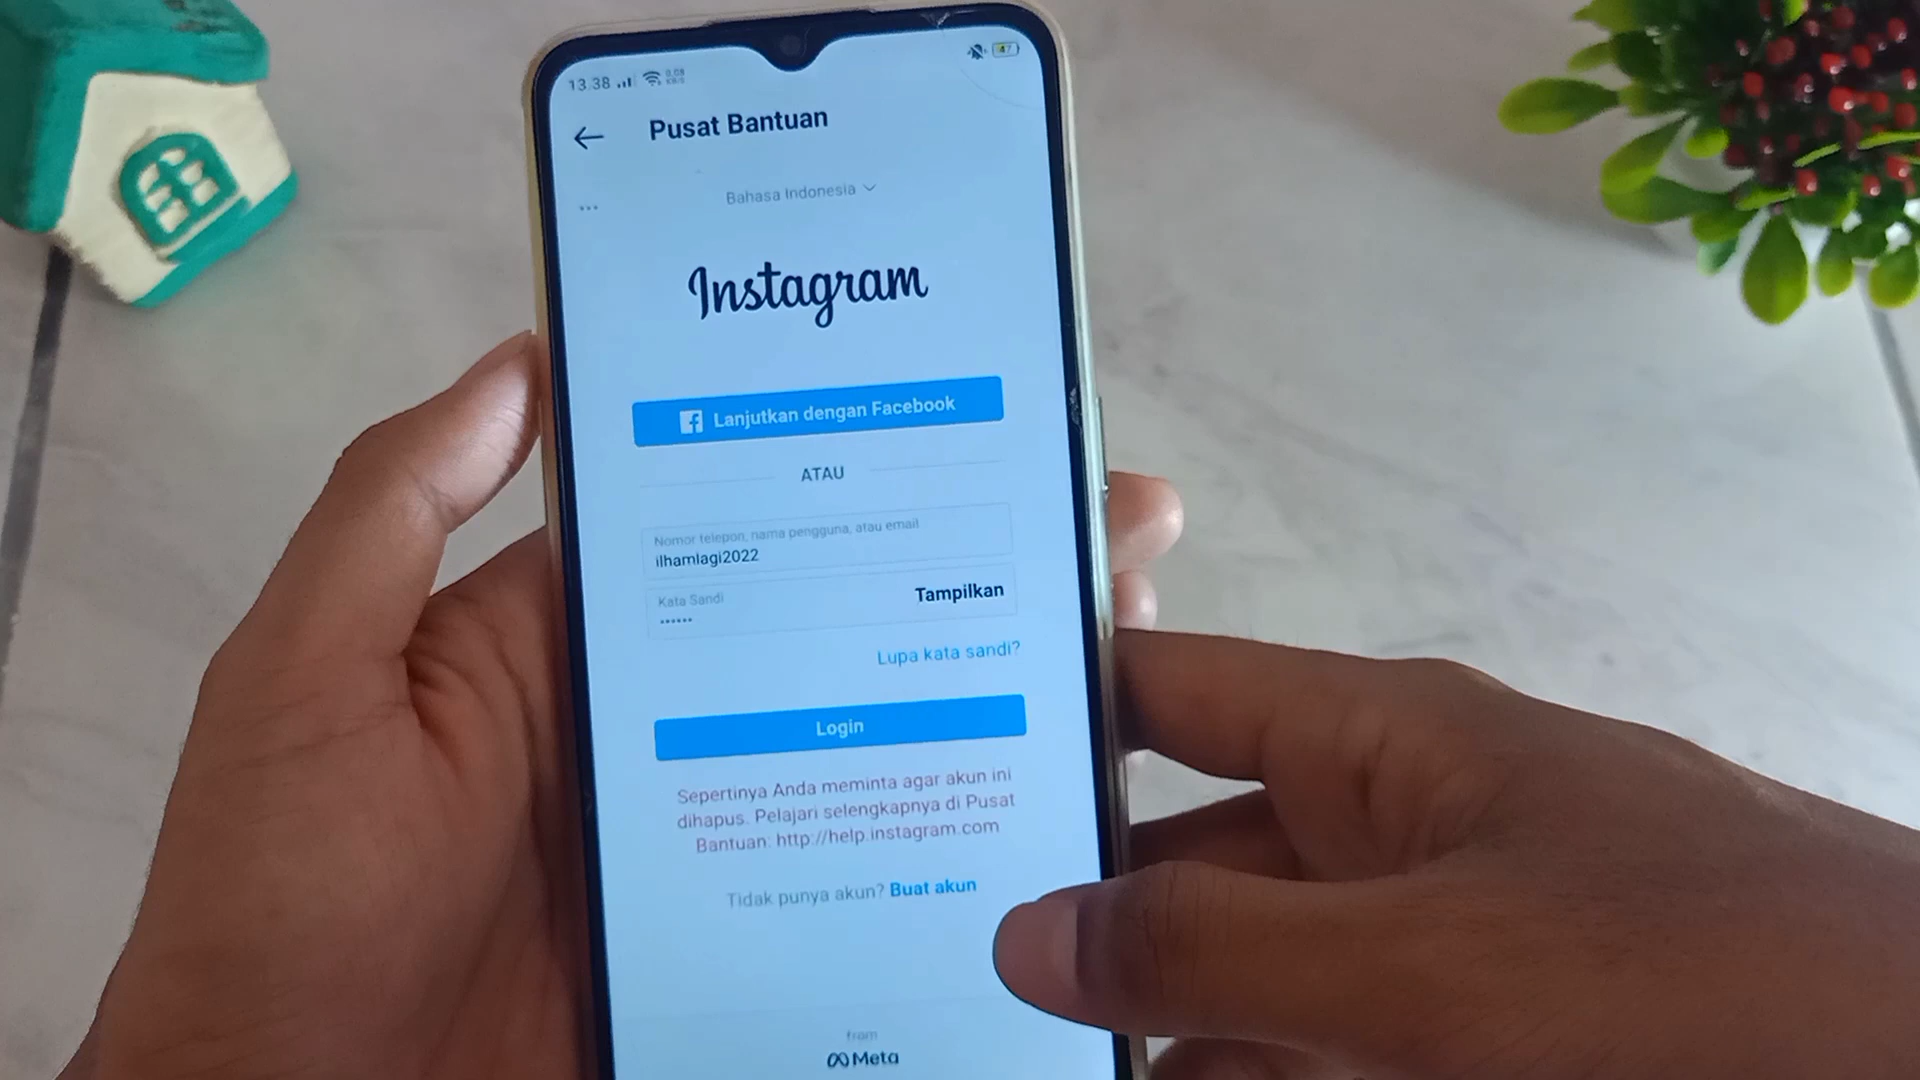 13.38
47
Pusat Bantuan
Bahasa Indonesia
Instagram
Lanjutkan dengan Facebook
ATAU
Nomor telepon, nama pengguna, atau email
ilhamlagi2022
Kata Sandi
Tampilkan
Lupa kata sandi?
Login
Sepertinya Anda meminta agar akun ini
dihapus. Pelajari selengkapnya di Pusat
Bantuan: http://help.instagram.com
Tidak punya akun? Buat akun
from
Meta